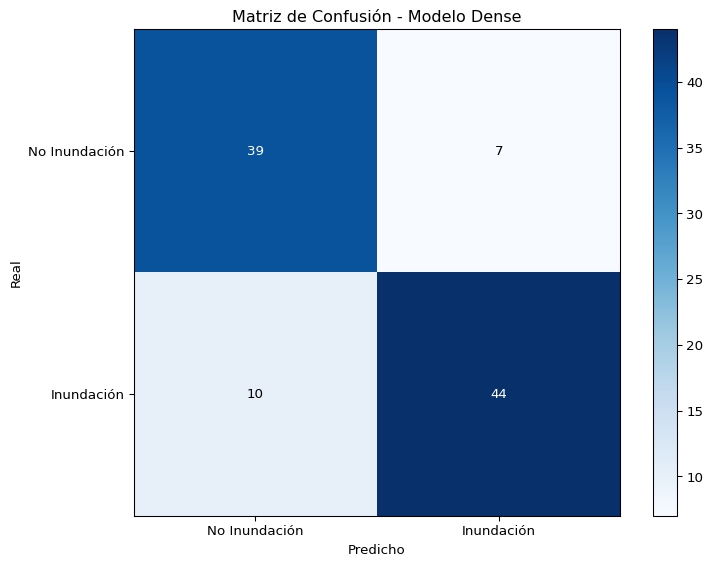 Matriz de Confusión - Modelo Dense
No Inundación
39
7
Real
Inundación
10
44
No Inundación
Inundación
Predicho
40
35
30
25
20
15
10